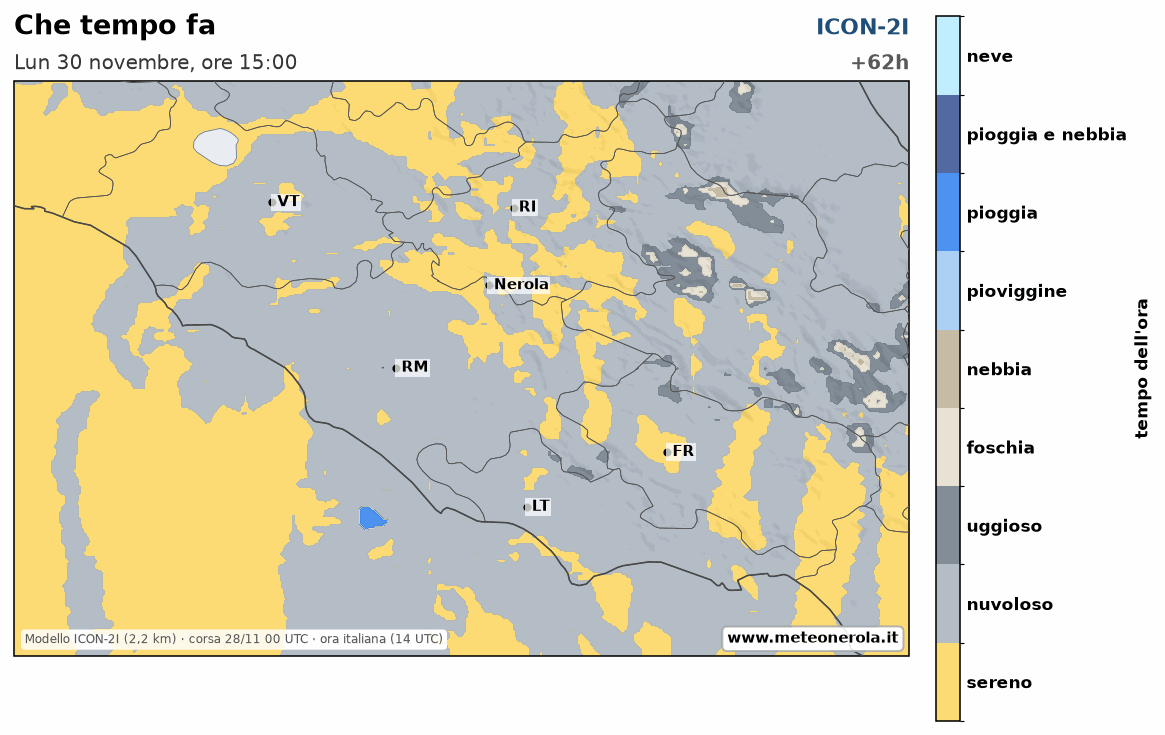 Che tempo fa
ICON-2I
Lun 30 novembre, ore 15:00
+62h
VT
RI
Nerola
RM
FR
LT
Modello ICON-2I (2,2 km) · corsa 28/11 00 UTC · ora italiana (14 UTC)
www.meteonerola.it
neve
pioggia e nebbia
pioggia
pioviggine
nebbia
foschia
uggioso
nuvoloso
sereno
tempo dell'ora